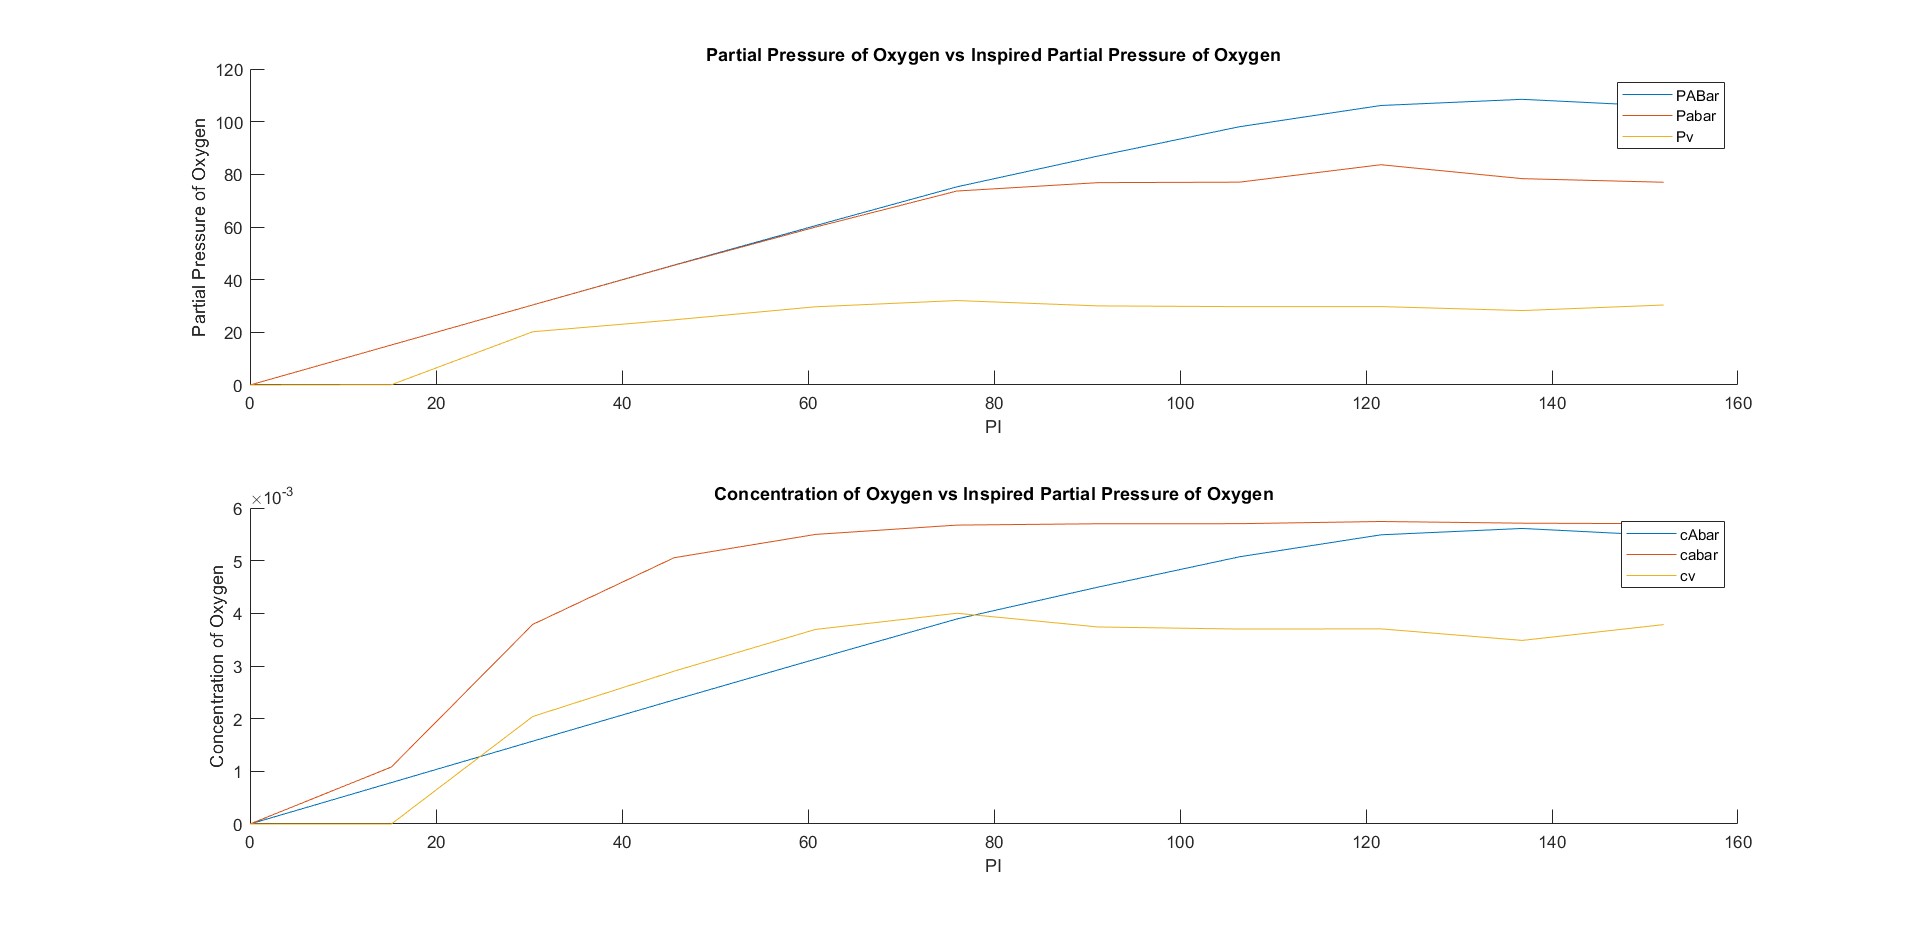 Partial Pressure of Oxygen vs Inspired Partial Pressure of Oxygen
120
100
80
60
40
20
0
Partial Pressure of Oxygen
0 20 40 60 80 100 120 140 160
PI
PABar
Pabar
Pv
Concentration of Oxygen vs Inspired Partial Pressure of Oxygen
×10-3
6
5
4
3
2
1
0
Concentration of Oxygen
0 20 40 60 80 100 120 140 160
PI
cAbar
cabar
cv